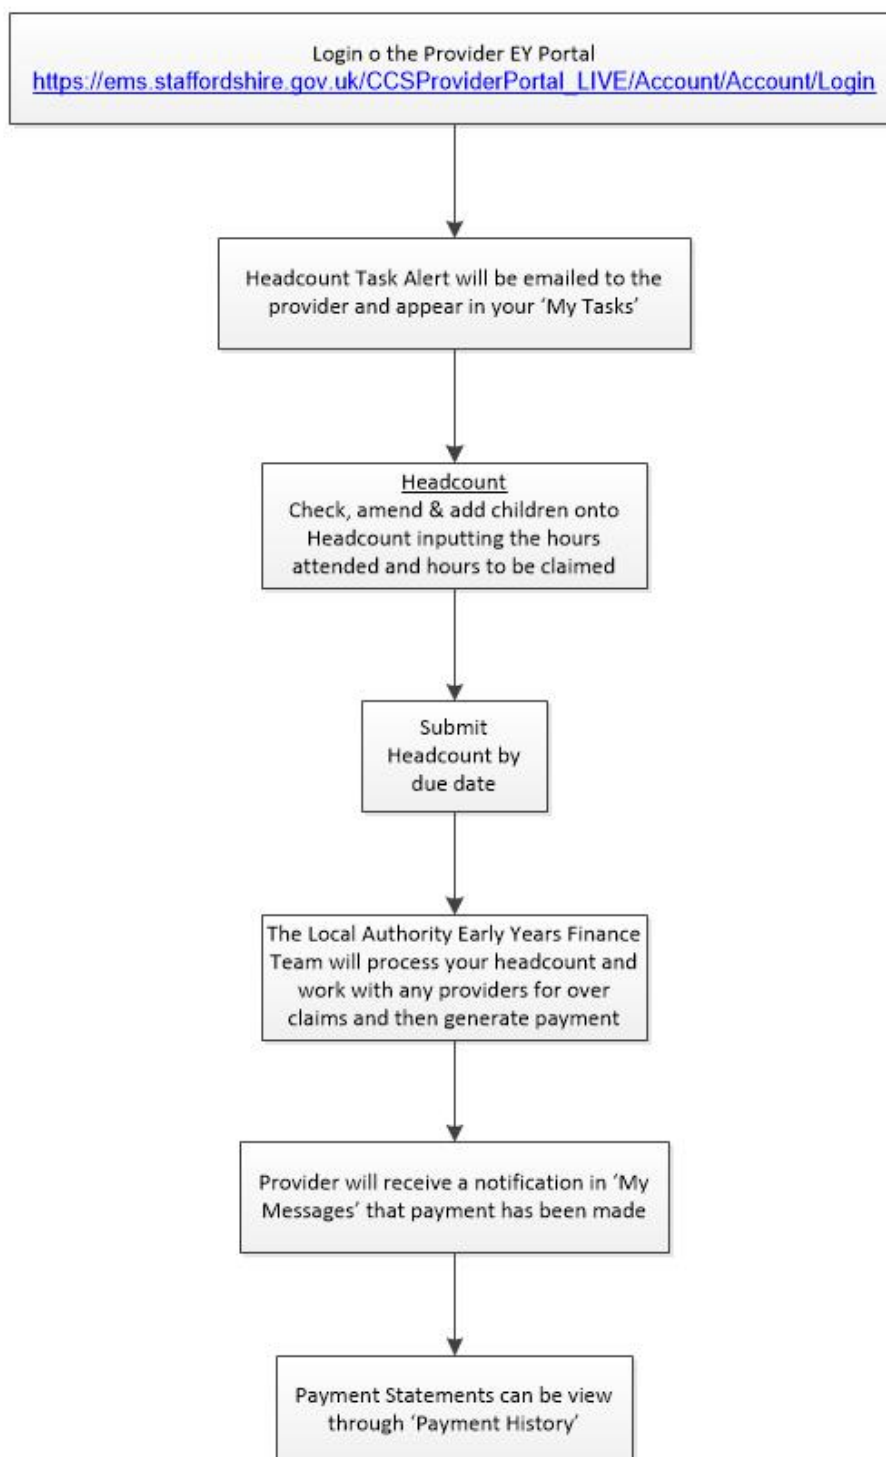 Login o the Provider EY Portal
https://ems.staffordshire.gov.uk/CCSProviderPortal_LIVE/Account/Account/Login
Headcount Task Alert will be emailed to the
provider and appear in your ‘My Tasks’
Headcount
Check, amend & add children onto
Headcount inputting the hours
attended and hours to be claimed
Submit
Headcount by
due date
The Local Authority Early Years Finance
Team will process your headcount and
work with any providers for over
claims and then generate payment
Provider will receive a notification in ‘My
Messages’ that payment has been made
Payment Statements can be view
through ‘Payment History’